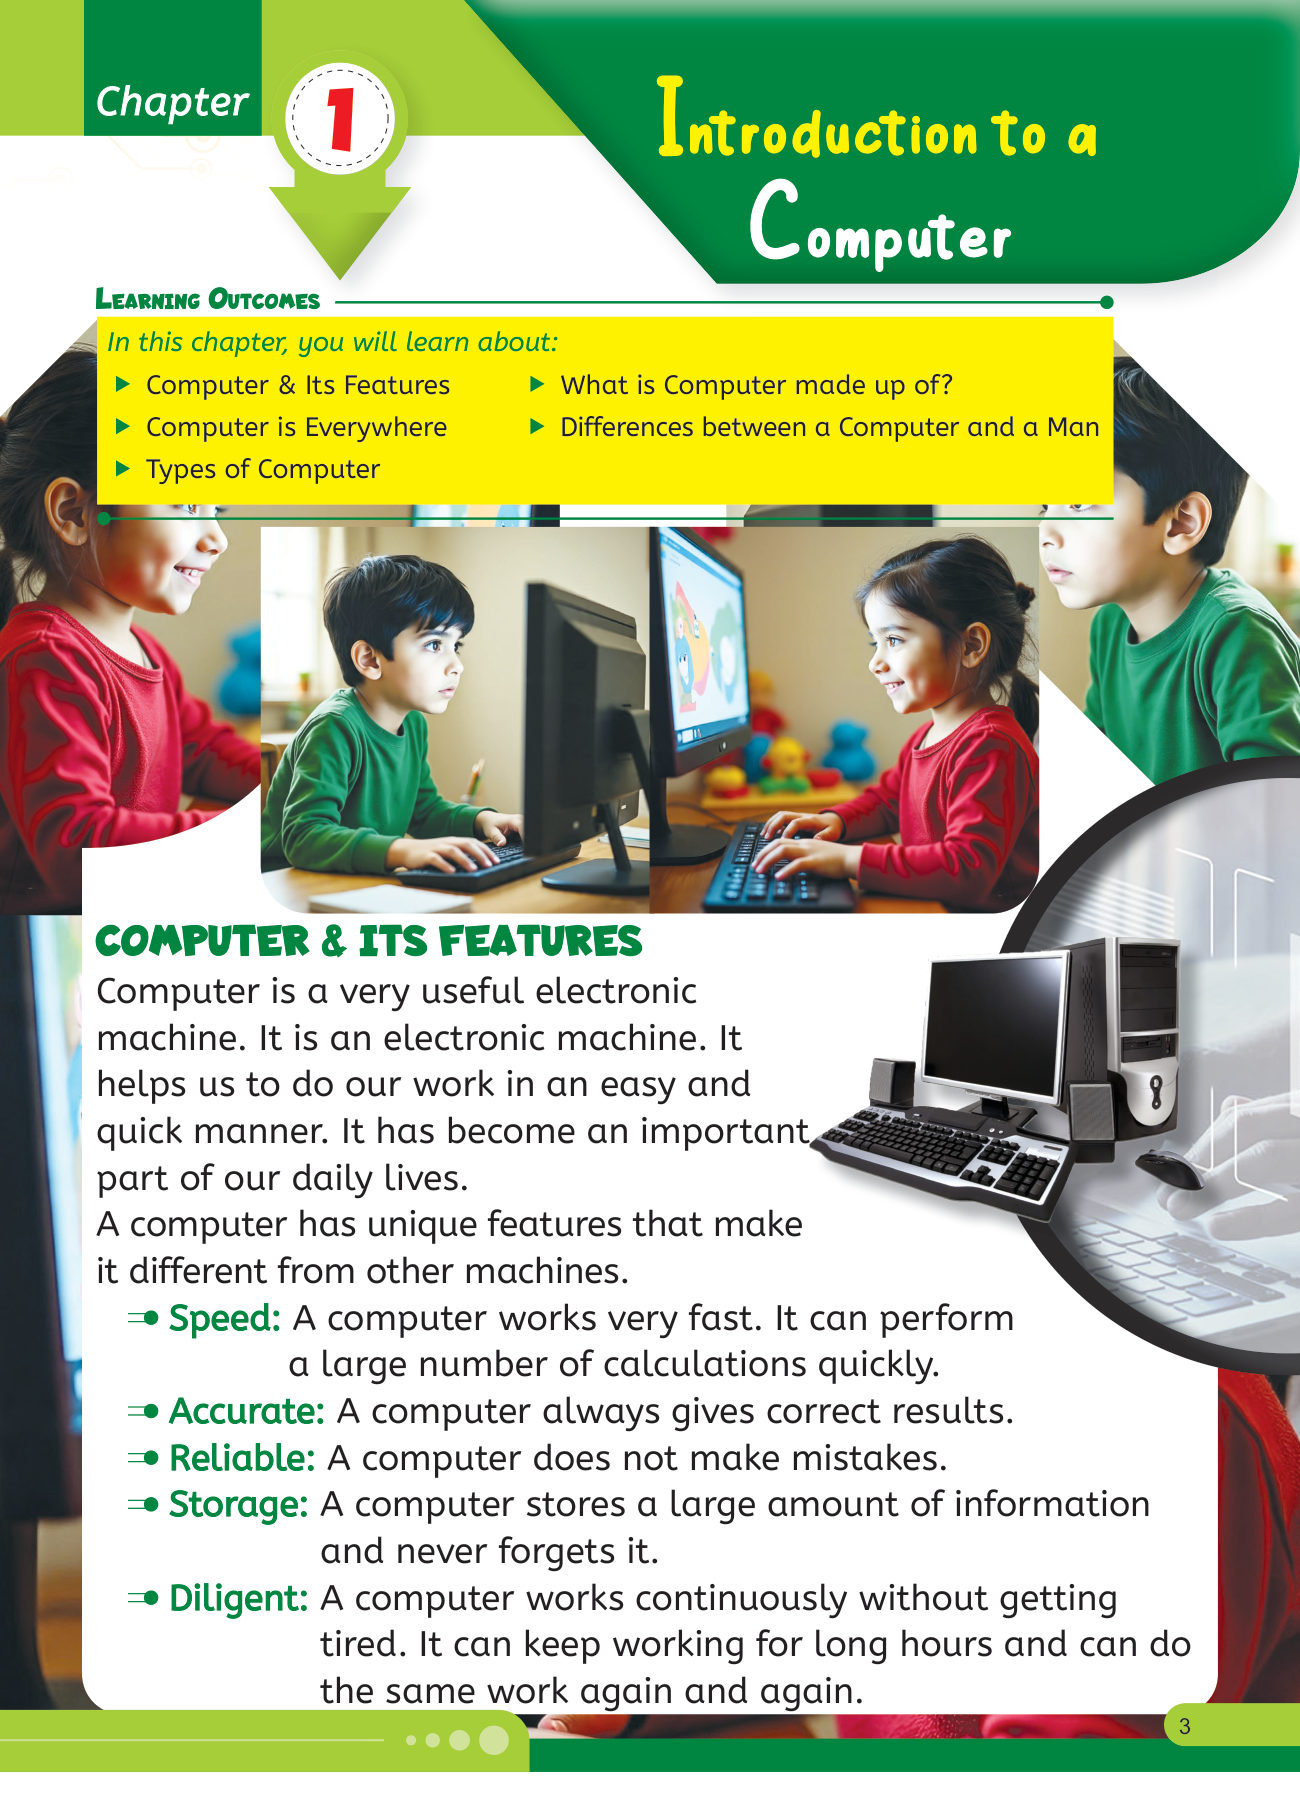 Chapter
1
Introduction to a
Computer
Learning Outcomes
In this chapter, you will learn about:
Computer & Its Features
Computer is Everywhere
Types of Computer
What is Computer made up of?
Differences between a Computer and a Man
COMPUTER & ITS FEATURES
Computer is a very useful electronic
machine. It is an electronic machine. It
helps us to do our work in an easy and
quick manner. It has become an important
part of our daily lives.
A computer has unique features that make
it different from other machines.
Speed: A computer works very fast. It can perform
a large number of calculations quickly.
Accurate: A computer always gives correct results.
Reliable: A computer does not make mistakes.
Storage: A computer stores a large amount of information
and never forgets it.
Diligent: A computer works continuously without getting
tired. It can keep working for long hours and can do
the same work again and again.
3